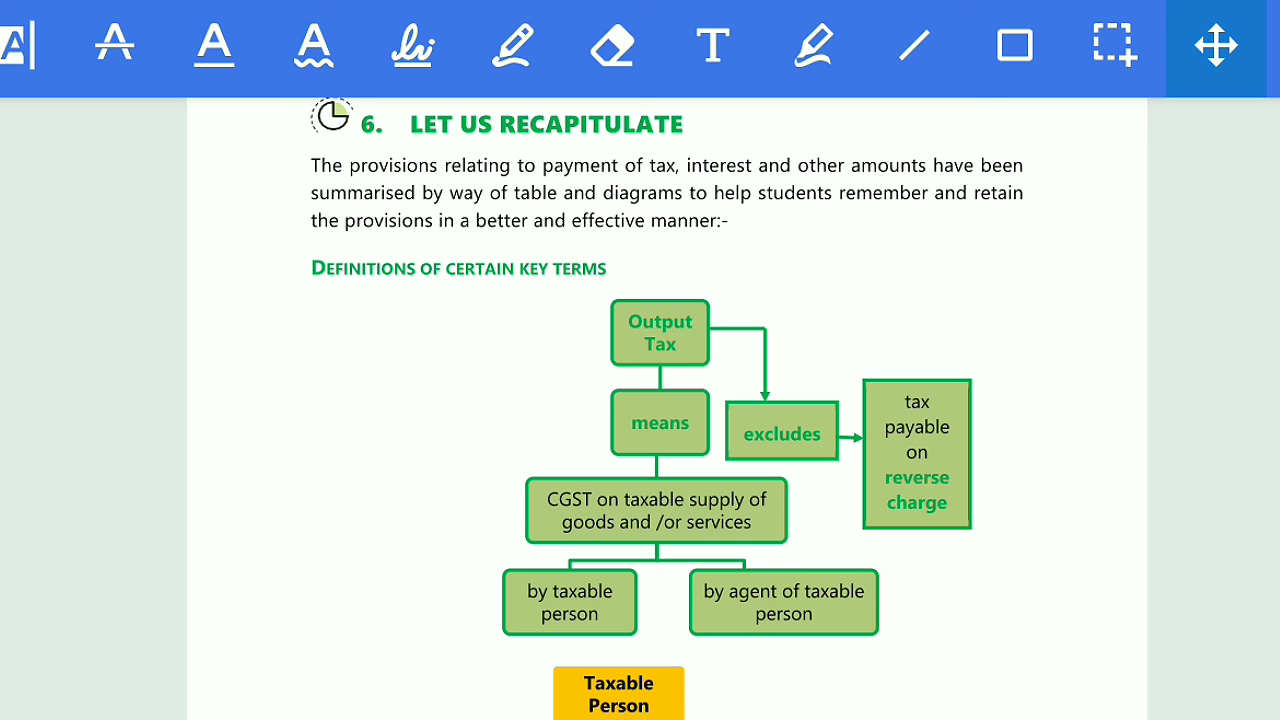 6. LET US RECAPITULATE
The provisions relating to payment of tax, interest and other amounts have been
summarised by way of table and diagrams to help students remember and retain
the provisions in a better and effective manner:-
DEFINITIONS OF CERTAIN KEY TERMS
Output
Tax
means
excludes
tax
payable
on
reverse
charge
CGST on taxable supply of
goods and /or services
by taxable
person
by agent of taxable
person
Taxable
Person